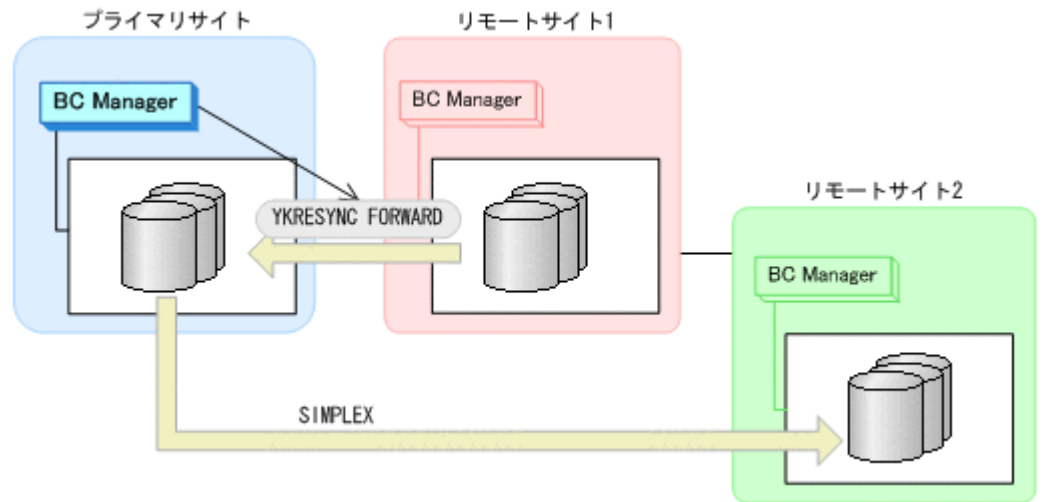 プライマリサイト
リモートサイト1
BC Manager
BC Manager
YKRESYNC FORWARD
リモートサイト2
BC Manager
SIMPLEX